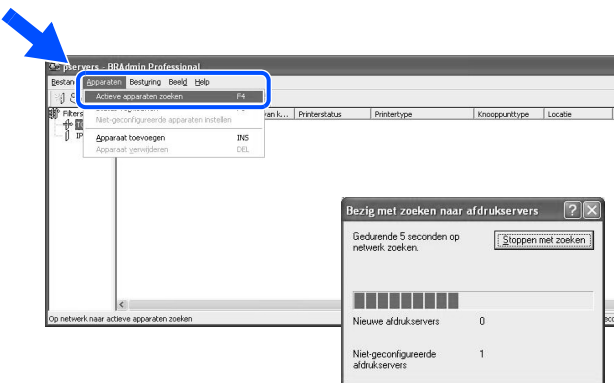 pservers - BRAdmin Professional
Bestan Apparaten Besturing Beeld Help
Actieve apparaten zoeken F4
Niet-geconfigureerde apparaten instellen
Apparaat toevoegen INS
Apparaat verwijderen DEL
Filters
IP
van k... Printerstatus Printertype Knooppunttype Locatie
Op netwerk naar actieve apparaten zoeken
Bezig met zoeken naar afdrukservers
Gedurende 5 seconden op
netwerk zoeken.
Stoppen met zoeken
Nieuwe afdrukservers 0
Niet-geconfigureerde 1
afdrukservers